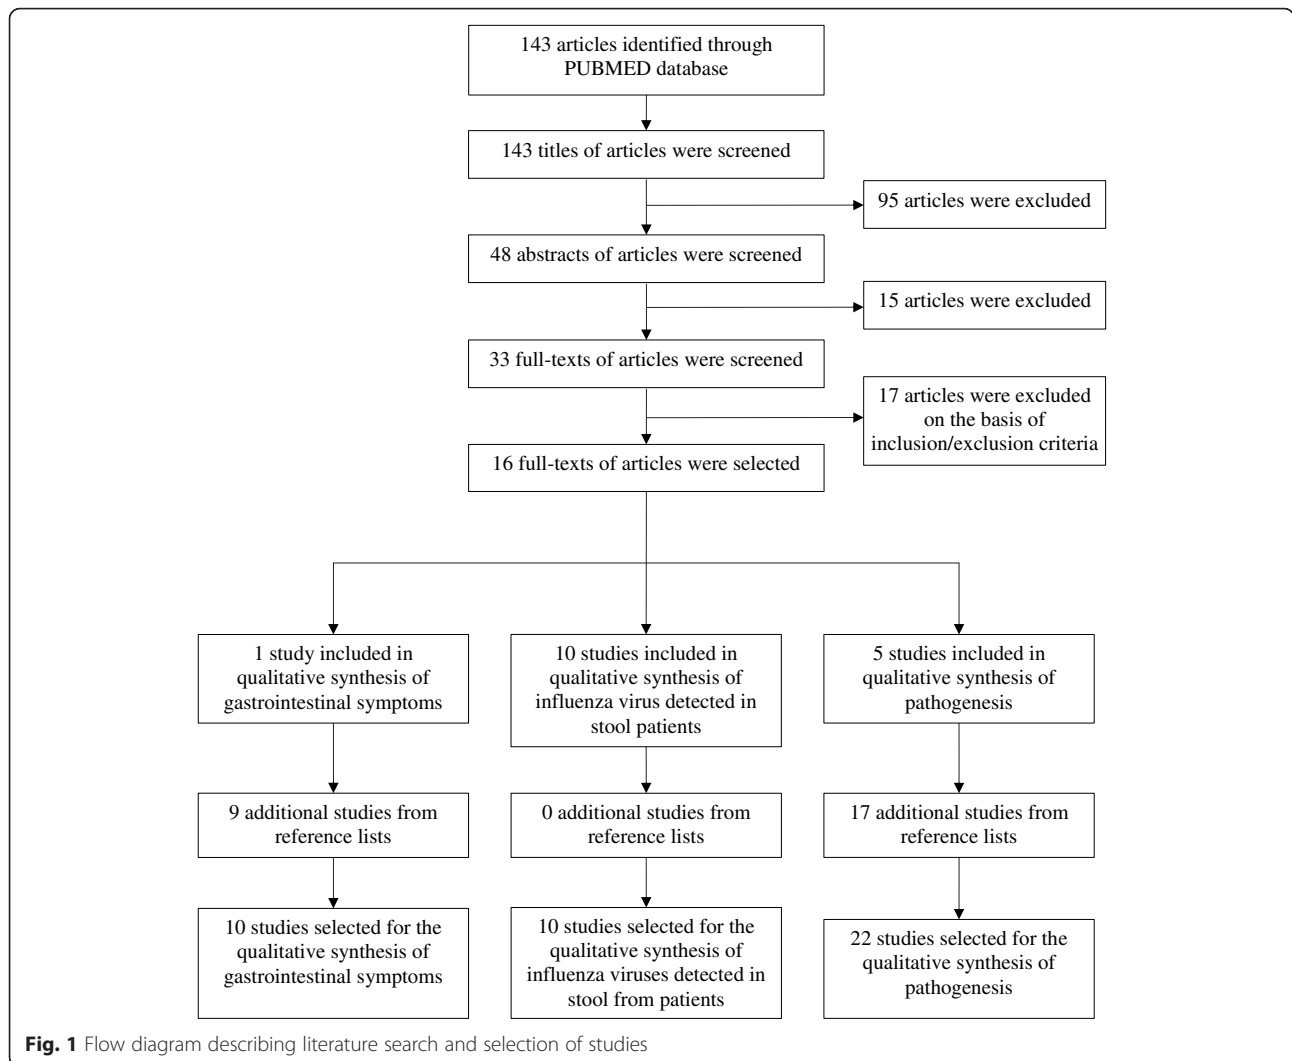 143 articles identified through
PUBMED database
143 titles of articles were screened
95 articles were excluded
48 abstracts of articles were screened
15 articles were excluded
33 full-texts of articles were screened
17 articles were excluded
on the basis of
inclusion/exclusion criteria
16 full-texts of articles were selected
1 study included in
qualitative synthesis of
gastrointestinal symptoms
10 studies included in
qualitative synthesis of
influenza virus detected in
stool patients
5 studies included in
qualitative synthesis of
pathogenesis
9 additional studies from
reference lists
0 additional studies from
reference lists
17 additional studies from
reference lists
10 studies selected for the
qualitative synthesis of
gastrointestinal symptoms
10 studies selected for the
qualitative synthesis of
influenza viruses detected in
stool from patients
22 studies selected for the
qualitative synthesis of
pathogenesis
Fig. 1 Flow diagram describing literature search and selection of studies